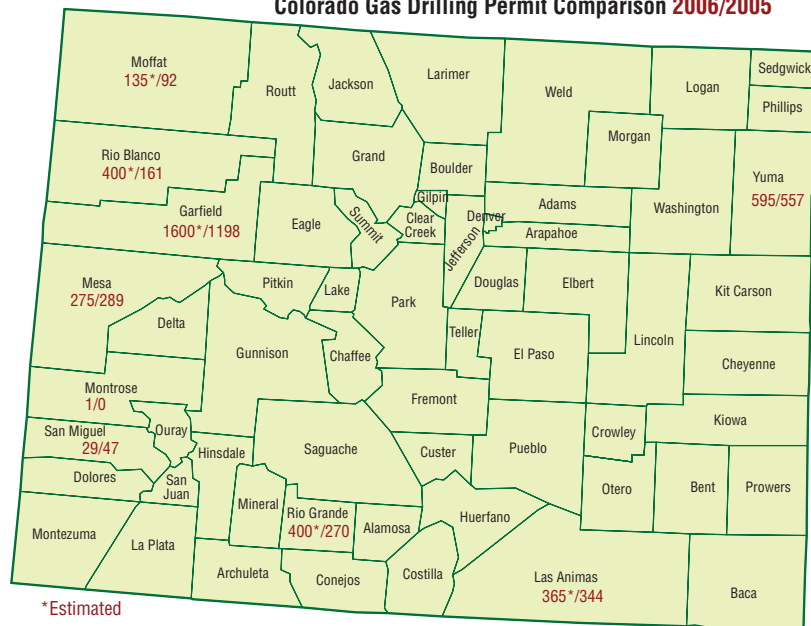 Colorado Gas Drilling Permit Comparison 2006/2005
Moffat
135*/92
Routt
Jackson
Larimer
Weld
Logan
Sedgwick
Phillips
Morgan
Rio Blanco
400*/161
Grand
Boulder
Yuma
595/557
Garfield
1600*/1198
Eagle
Summit
Gilpin
Clear
Creek
Jefferson
Denver
Adams
Arapahoe
Washington
Mesa
275/289
Pitkin
Lake
Park
Douglas
Elbert
Kit Carson
Delta
Gunnison
Chaffee
Teller
El Paso
Lincoln
Cheyenne
Montrose
1/0
Fremont
Kiowa
San Miguel
29/47
Ouray
Hinsdale
Saguache
Custer
Pueblo
Crowley
Dolores
San
Juan
Mineral
Rio Grande
400*/270
Alamosa
Huerfano
Otero
Bent
Prowers
Montezuma
La Plata
Archuleta
Conejos
Costilla
Las Animas
365*/344
Baca
*Estimated